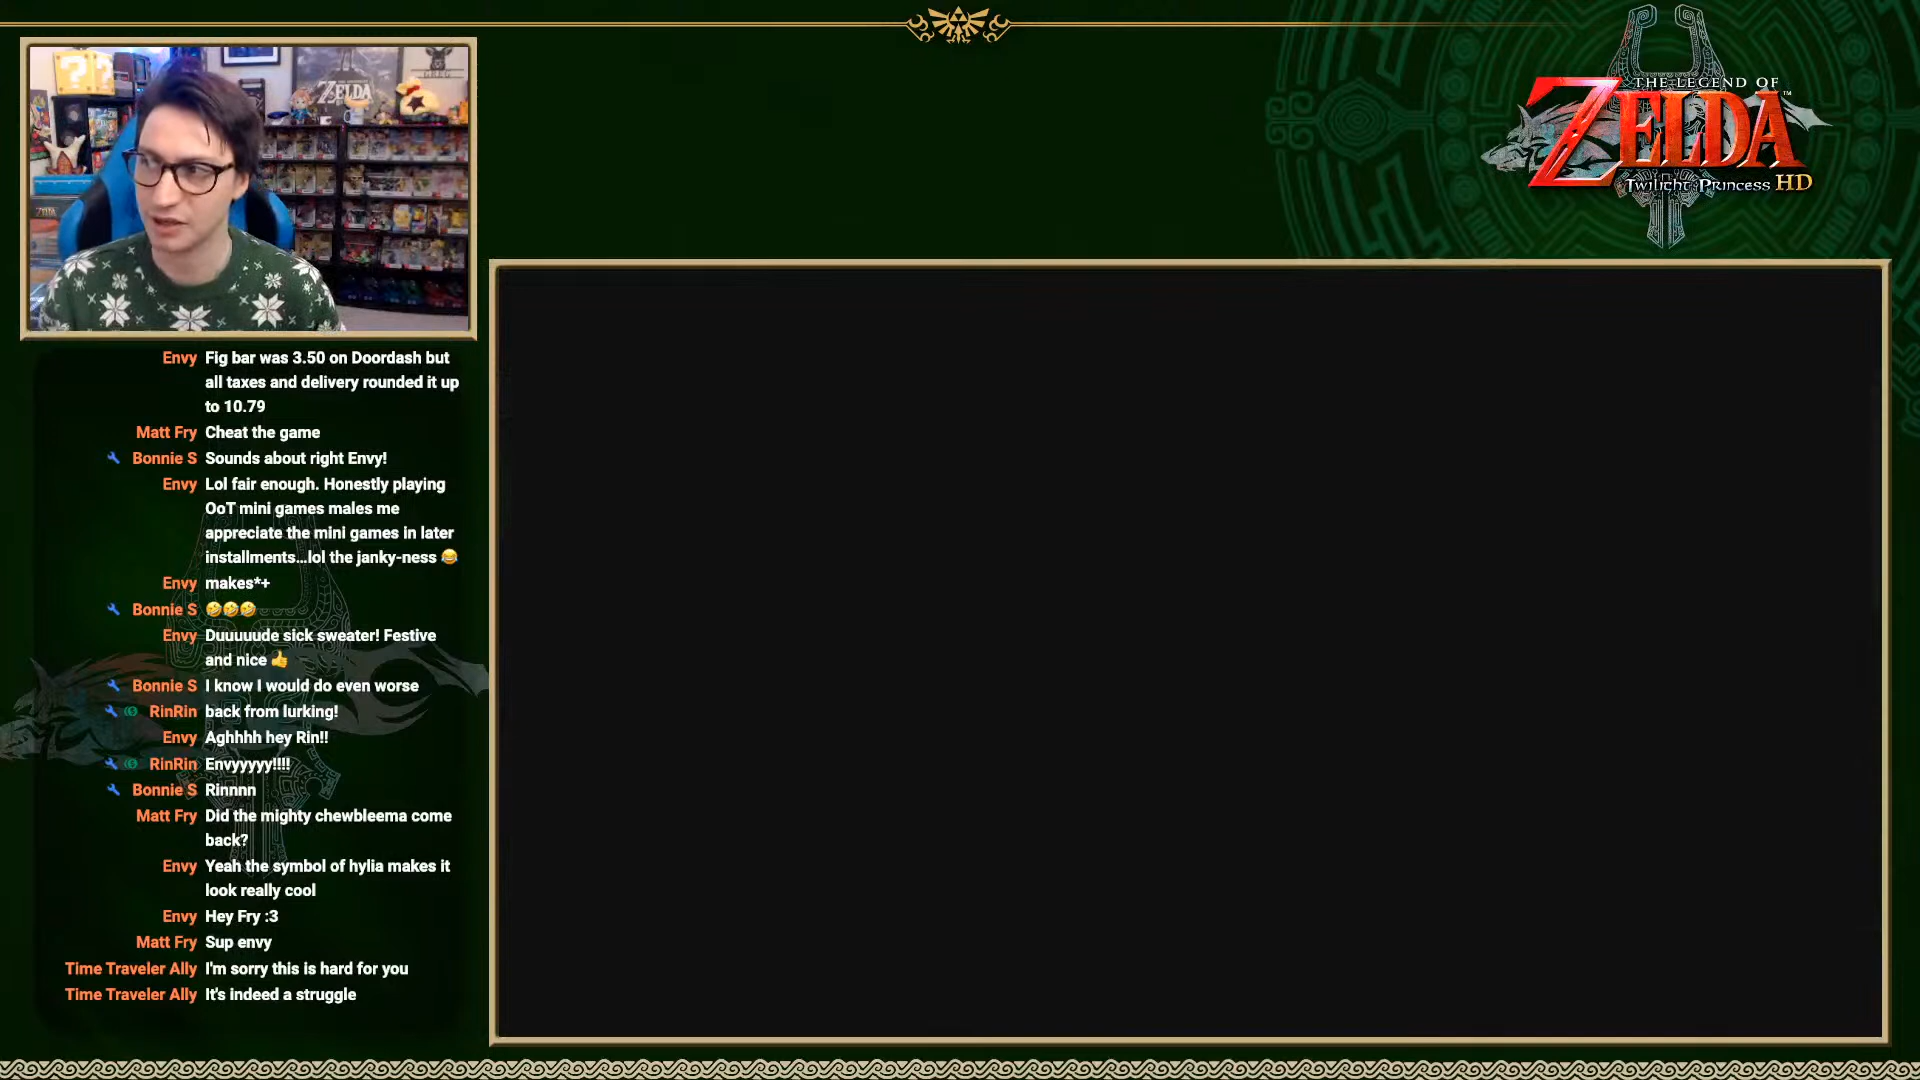 THE LEGEND OF
ZELDA™
Twilight Princess HD
ZELDA
GREG
Envy Fig bar was 3.50 on Doordash but
all taxes and delivery rounded it up
to 10.79
Matt Fry Cheat the game
Bonnie S Sounds about right Envy!
Envy Lol fair enough. Honestly playing
OoT mini games males me
appreciate the mini games in later
installments...lol the janky-ness 😂
Envy makes*+
Bonnie S 🤣🤣🤣
Envy Duuuuude sick sweater! Festive
and nice 👍
Bonnie S I know I would do even worse
RinRin back from lurking!
Envy Aghhhh hey Rin!!
RinRin Envyyyyy!!!!
Bonnie S Rinnnn
Matt Fry Did the mighty chewbleema come
back?
Envy Yeah the symbol of hylia makes it
look really cool
Envy Hey Fry :3
Matt Fry Sup envy
Time Traveler Ally I'm sorry this is hard for you
Time Traveler Ally It's indeed a struggle